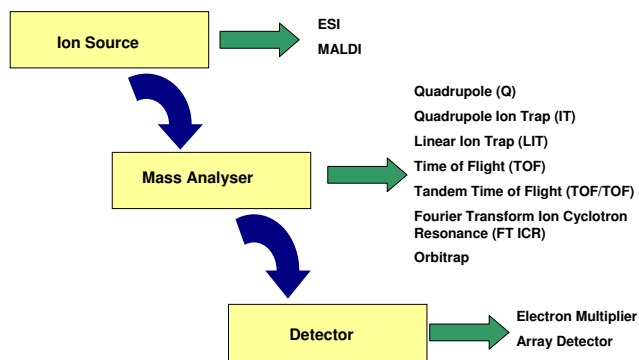 Ion Source
ESI
MALDI
Mass Analyser
Quadrupole (Q)
Quadrupole Ion Trap (IT)
Linear Ion Trap (LIT)
Time of Flight (TOF)
Tandem Time of Flight (TOF/TOF)
Fourier Transform Ion Cyclotron
Resonance (FT ICR)
Orbitrap
Detector
Electron Multiplier
Array Detector